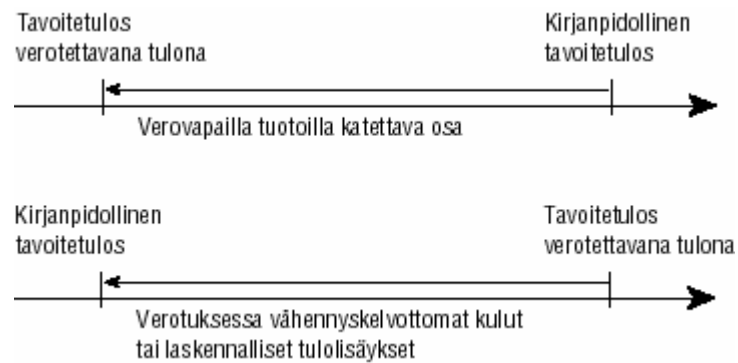 Tavoitetulos
verotettavana tulona
Kirjanpidollinen
tavoitetulos
Verovapailla tuotoilla katettava osa
Kirjanpidollinen
tavoitetulos
Tavoitetulos
verotettavana tulona
Verotuksessa vähennyskelvottomat kulut
tai laskennalliset tulolisäykset